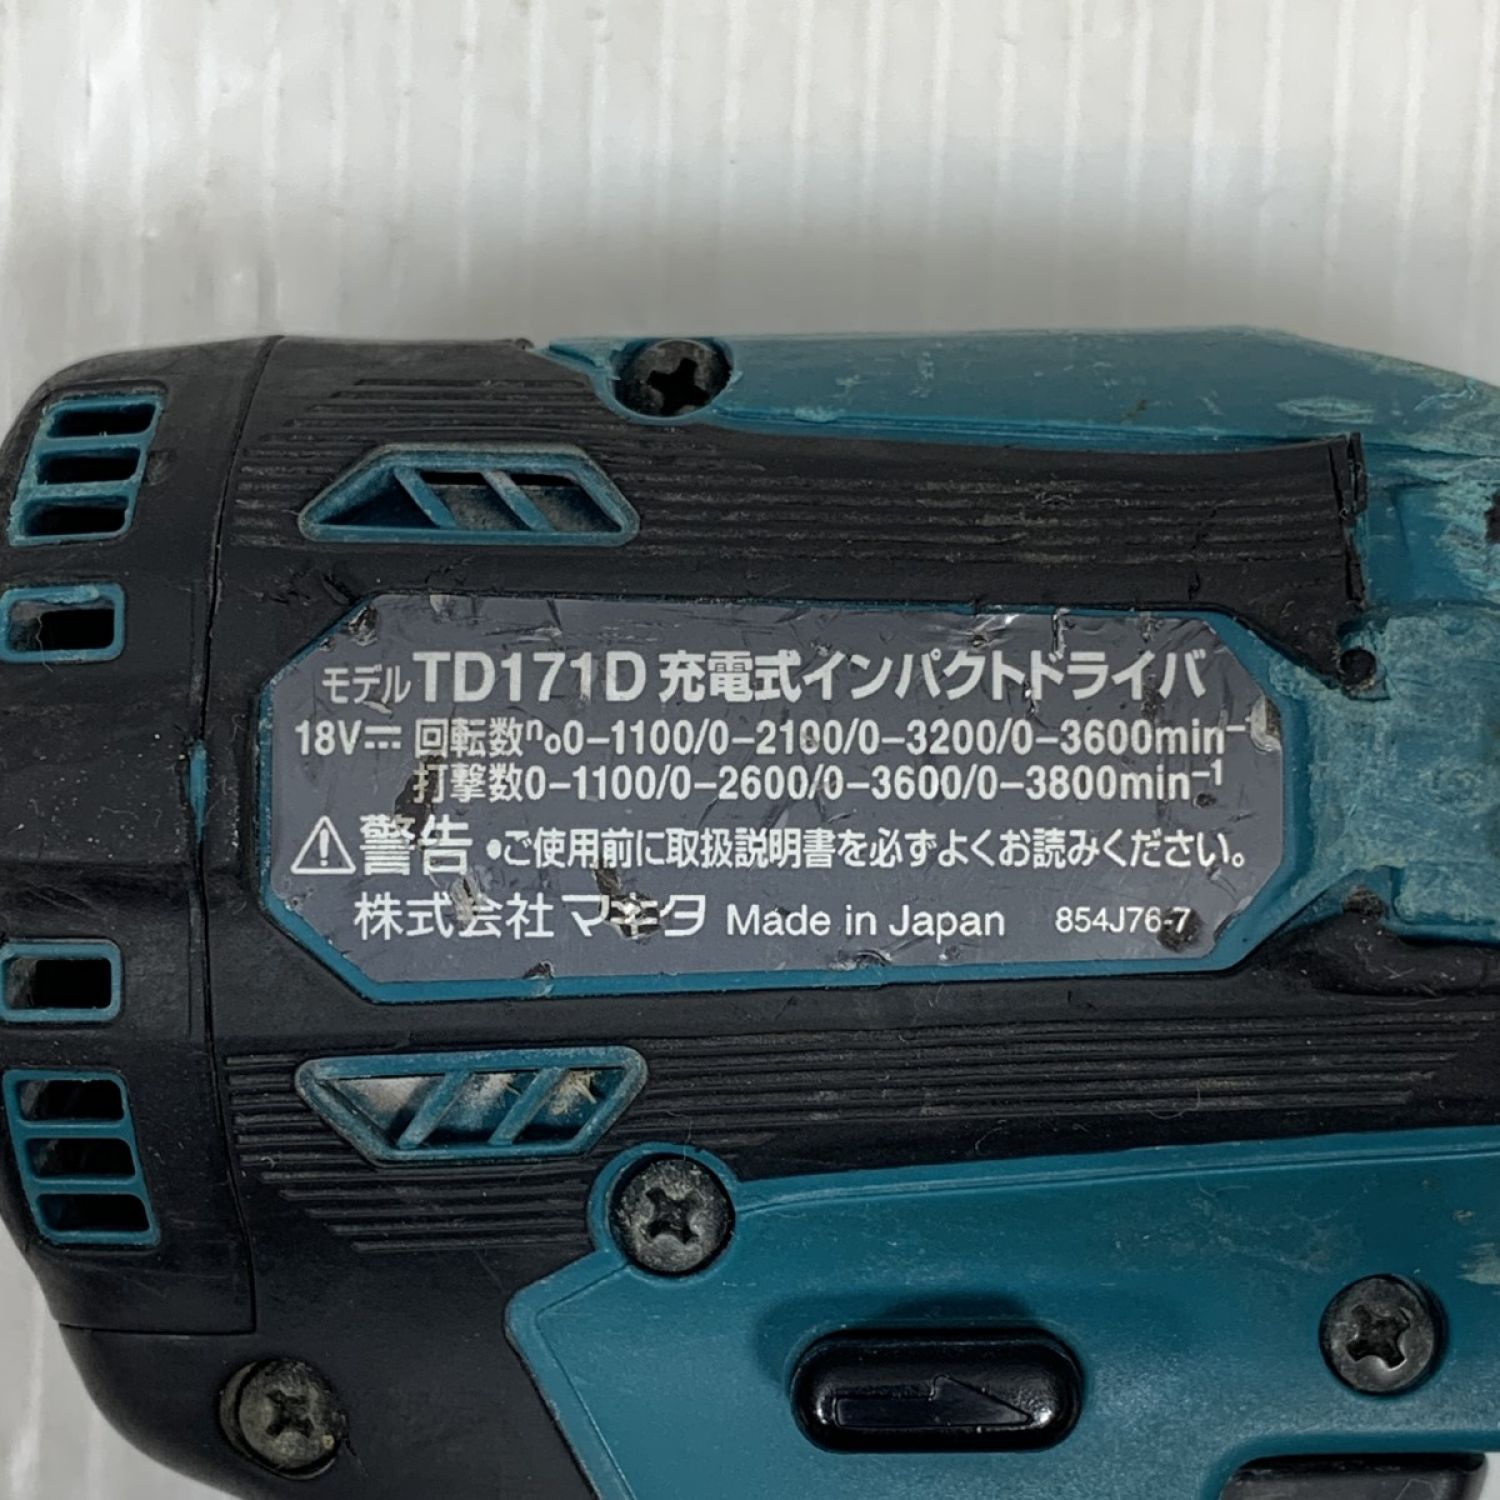 モデル TD171D 充電式インパクトドライバ
18V⎓ 回転数n₀0-1100/0-2100/0-3200/0-3600min⁻¹
打撃数0-1100/0-2600/0-3600/0-3800min⁻¹
⚠警告 •ご使用前に取扱説明書を必ずよくお読みください。
株式会社マキタ Made in Japan 854J76-7